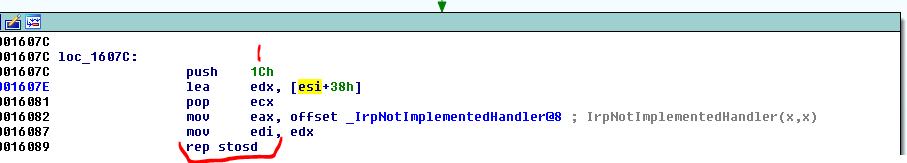 001607C
001607C loc_1607C:
001607C push 1Ch
001607E lea edx, [esi+38h]
0016081 pop ecx
0016082 mov eax, offset _IrpNotImplementedHandler@8 ; IrpNotImplementedHandler(x,x)
0016087 mov edi, edx
0016089 rep stosd